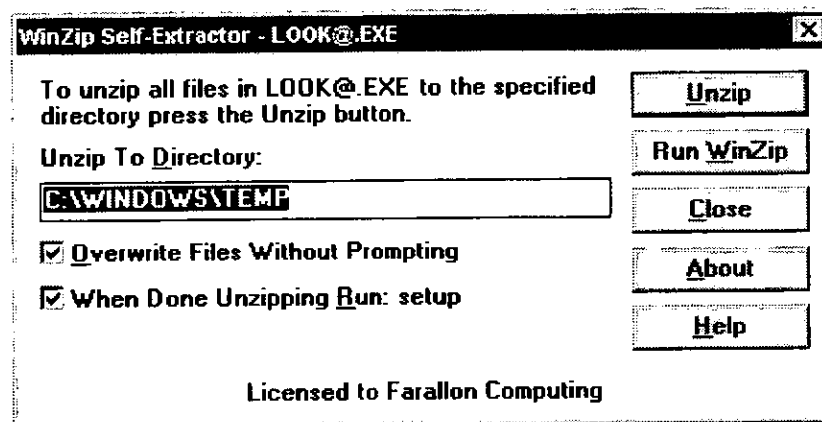 WinZip Self-Extractor - LOOK@.EXE
To unzip all files in LOOK@.EXE to the specified
directory press the Unzip button.
Unzip To Directory:
C:\WINDOWS\TEMP
Overwrite Files Without Prompting
When Done Unzipping Run: setup
Unzip
Run WinZip
Close
About
Help
Licensed to Farallon Computing